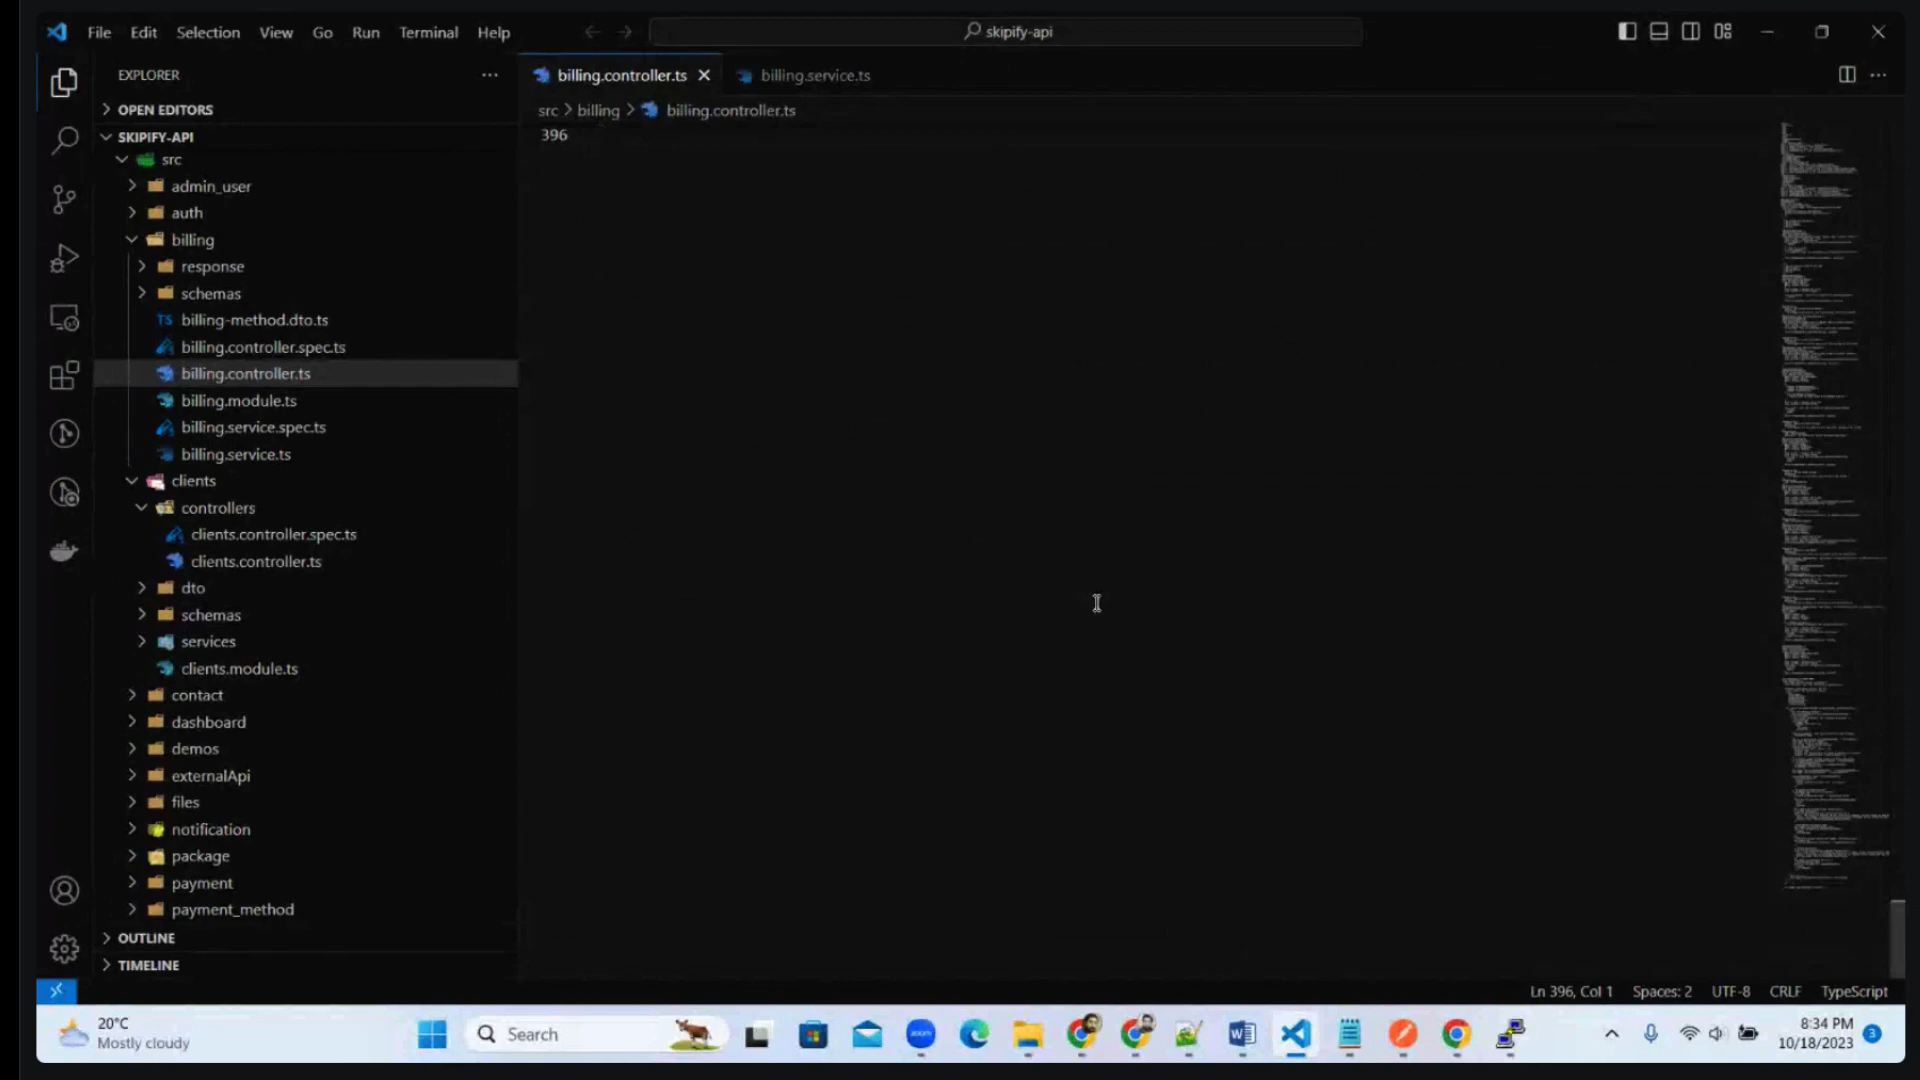 File Edit Selection View Go Run Terminal Help
skipify-api
EXPLORER
billing.controller.ts
billing.service.ts
OPEN EDITORS
src > billing > billing.controller.ts
SKIPIFY-API
396
src
admin_user
auth
billing
response
schemas
TS billing-method.dto.ts
billing.controller.spec.ts
billing.controller.ts
billing.module.ts
billing.service.spec.ts
billing.service.ts
clients
controllers
clients.controller.spec.ts
clients.controller.ts
dto
schemas
services
clients.module.ts
contact
dashboard
demos
externalApi
files
notification
package
payment
payment_method
OUTLINE
TIMELINE
Ln 396, Col 1 Spaces: 2 UTF-8 CRLF TypeScript
20°C
Mostly cloudy
Search
zoom
8:34 PM
10/18/2023
3